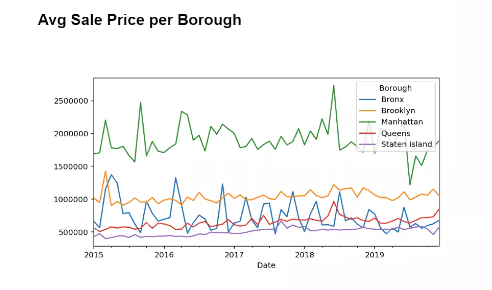 Avg Sale Price per Borough
2500000
2000000
1500000
1000000
500000
Borough
Bronx
Brooklyn
Manhattan
Queens
Staten Island
2015
2016
2017
2018
2019
Date